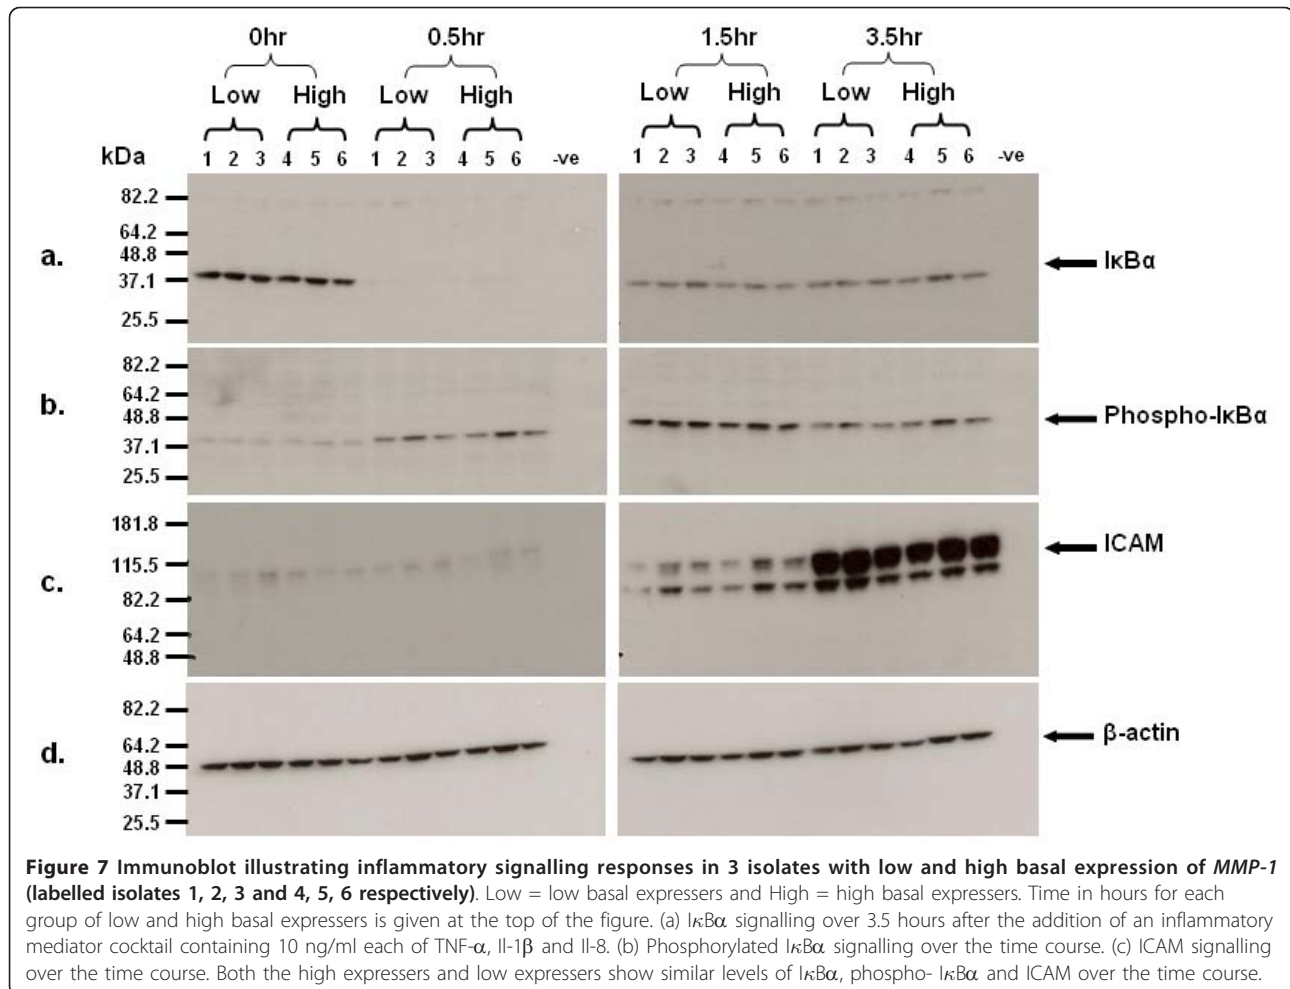 0hr 0.5hr 1.5hr 3.5hr
Low High Low High Low High Low High
kDa 1 2 3 4 5 6 1 2 3 4 5 6 -ve 1 2 3 4 5 6 1 2 3 4 5 6 -ve
a.
82.2
64.2
48.8
37.1
25.5
IκBα
b.
82.2
64.2
48.8
37.1
25.5
Phospho-IκBα
c.
181.8
115.5
82.2
64.2
48.8
ICAM
d.
82.2
64.2
48.8
37.1
25.5
β-actin
Figure 7 Immunoblot illustrating inflammatory signalling responses in 3 isolates with low and high basal expression of MMP-1
(labelled isolates 1, 2, 3 and 4, 5, 6 respectively). Low = low basal expressers and High = high basal expressers. Time in hours for each
group of low and high basal expressers is given at the top of the figure. (a) IκBα signalling over 3.5 hours after the addition of an inflammatory
mediator cocktail containing 10 ng/ml each of TNF-α, Il-1β and Il-8. (b) Phosphorylated IκBα signalling over the time course. (c) ICAM signalling
over the time course. Both the high expressers and low expressers show similar levels of IκBα, phospho- IκBα and ICAM over the time course.